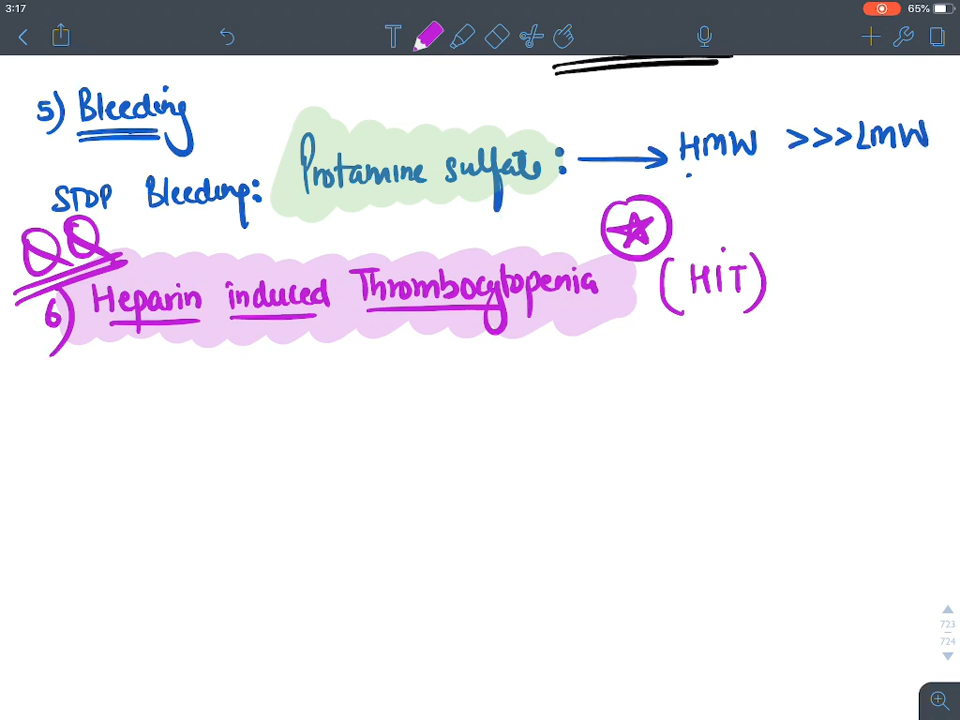 3:17
65%
T
5) Bleeding
STOP Bleeding: Protamine sulfate: → HMW >>>LMW
QQ
6) Heparin induced Thrombocytopenia (HiT)
723
724